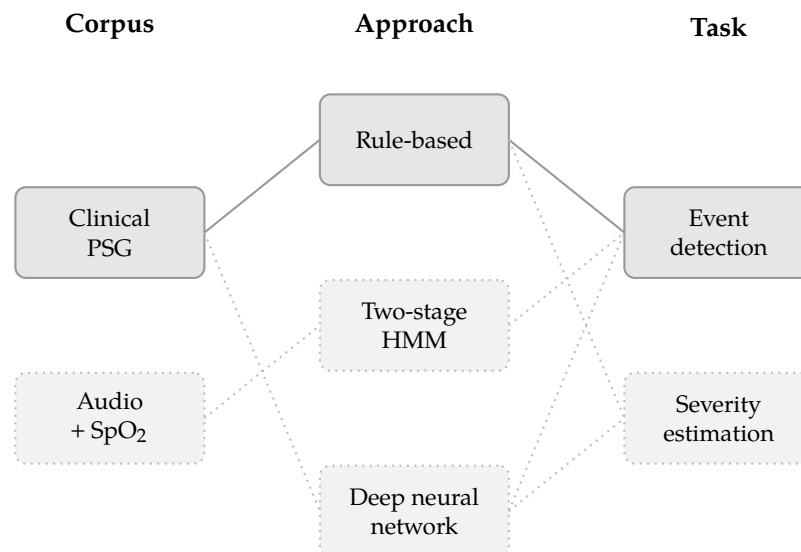 Corpus
Approach
Task
Rule-based
Clinical
PSG
Event
detection
Two-stage
HMM
Audio
+ SpO₂
Severity
estimation
Deep neural
network